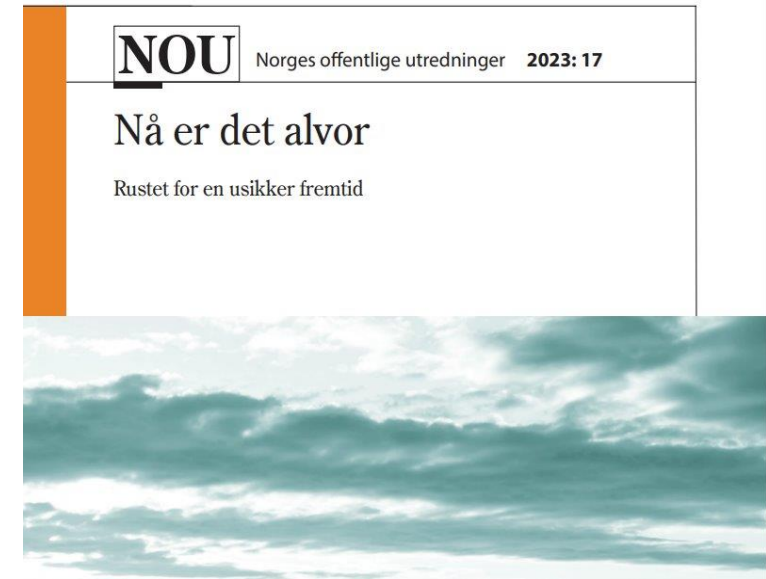 NOU Norges offentlige utredninger 2023: 17
Nå er det alvor
Rustet for en usikker fremtid